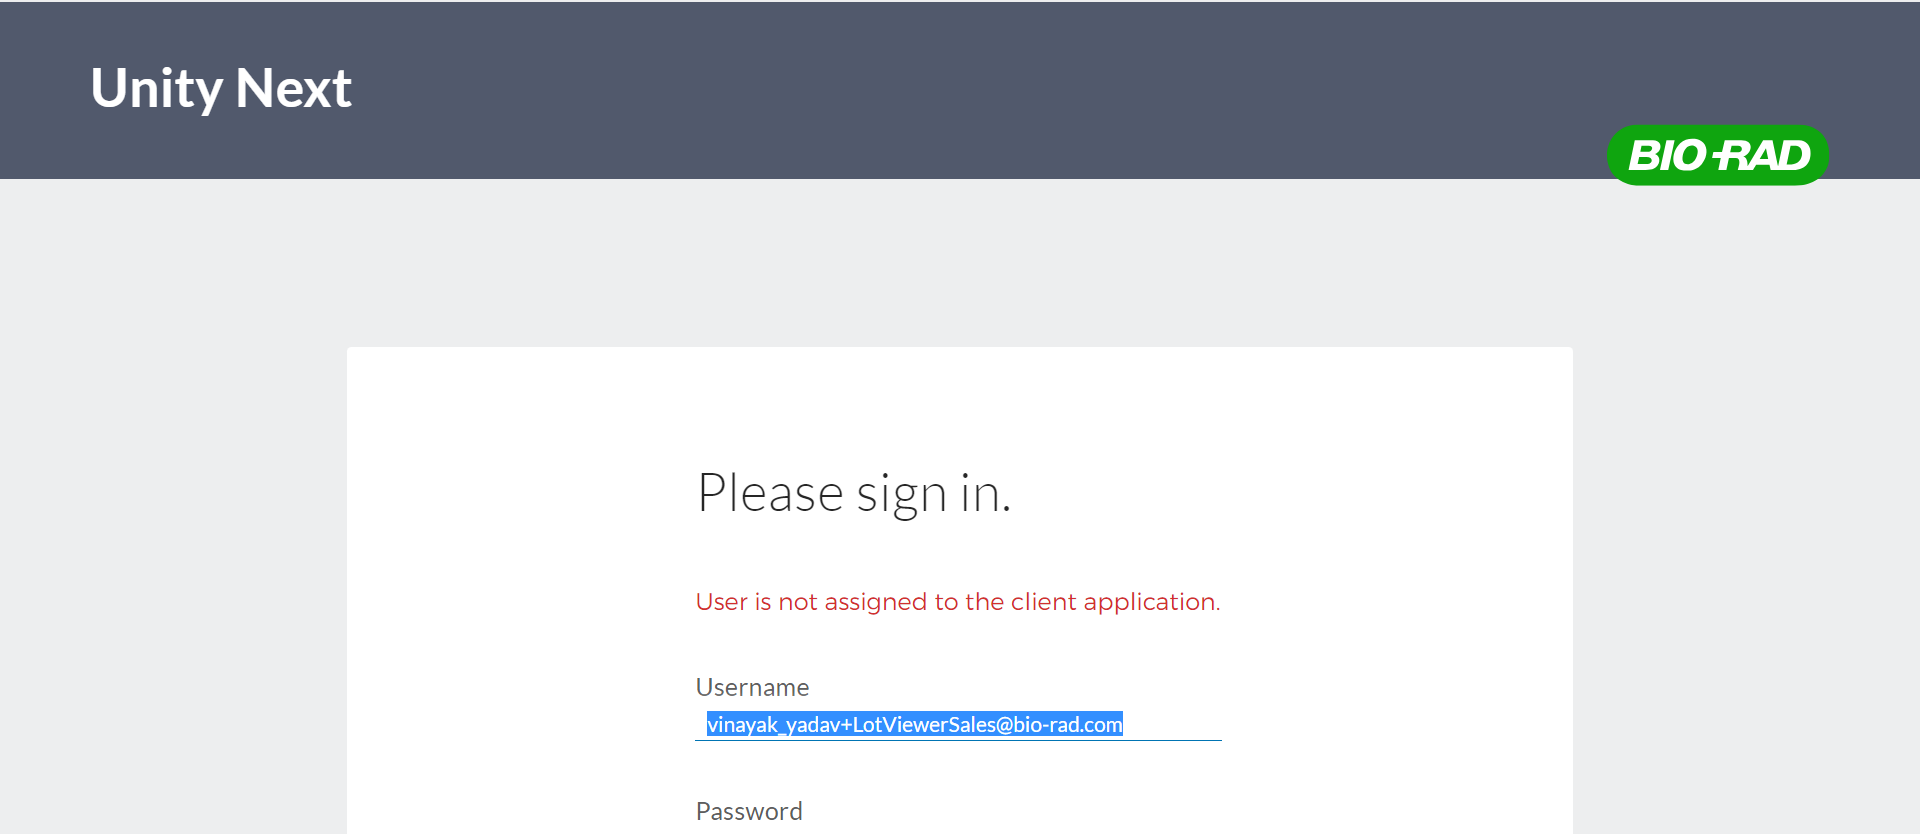 Unity Next
BIO-RAD
Please sign in.
User is not assigned to the client application.
Username
vinayak_yadav+LotViewerSales@bio-rad.com
Password